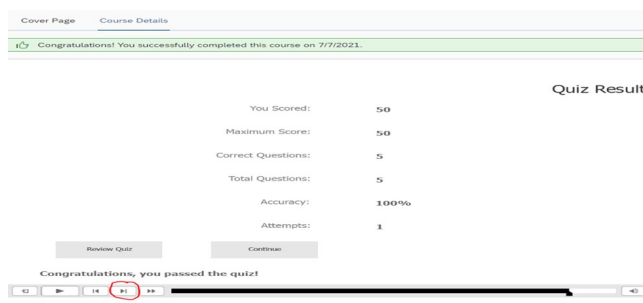 Cover Page Course Details
Congratulations! You successfully completed this course on 7/7/2021.
Quiz Result
You Scored: 50
Maximum Score: 50
Correct Questions: 5
Total Questions: 5
Accuracy: 100%
Attempts: 1
Review Quiz Continue
Congratulations, you passed the quiz!